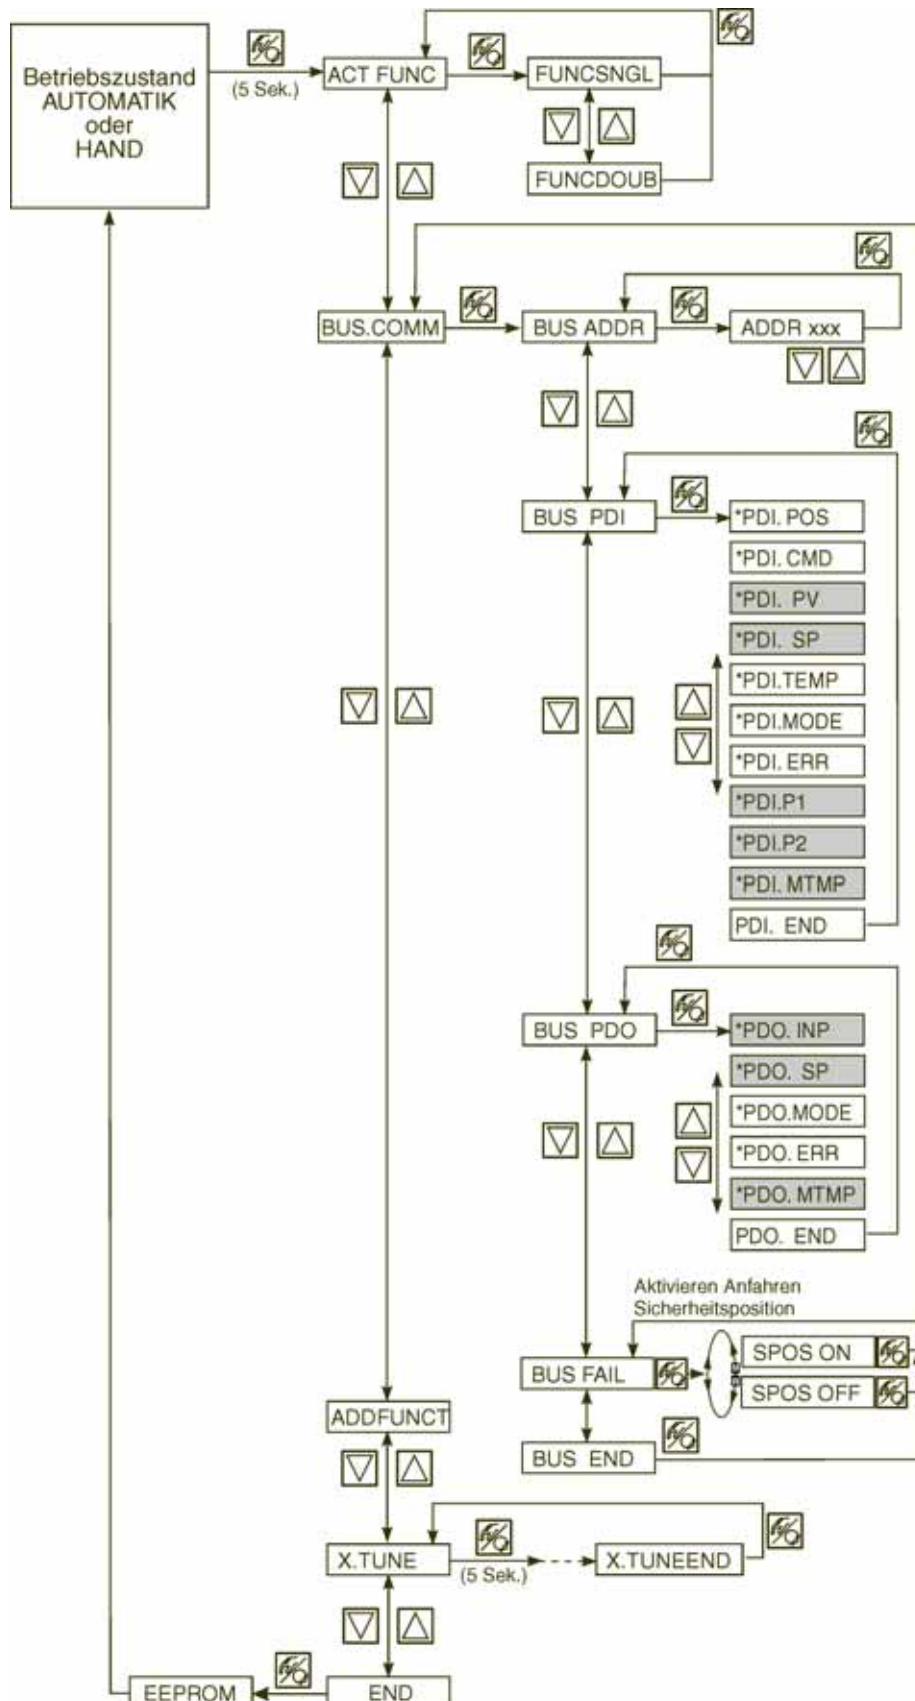 Betriebszustand
AUTOMATIK
oder
HAND
(5 Sek.)
ACT FUNC
FUNCSNGL
FUNCDOUB
BUS.COMM
BUS ADDR
ADDR xxx
BUS PDI
*PDI. POS
*PDI. CMD
*PDI. PV
*PDI. SP
*PDI.TEMP
*PDI.MODE
*PDI. ERR
*PDI.P1
*PDI.P2
*PDI. MTMP
PDI. END
BUS PDO
*PDO. INP
*PDO. SP
*PDO.MODE
*PDO. ERR
*PDO. MTMP
PDO. END
Aktivieren Anfahren
Sicherheitsposition
BUS FAIL
SPOS ON
SPOS OFF
BUS END
ADDFUNCT
X.TUNE
(5 Sek.)
X.TUNEEND
END
EEPROM